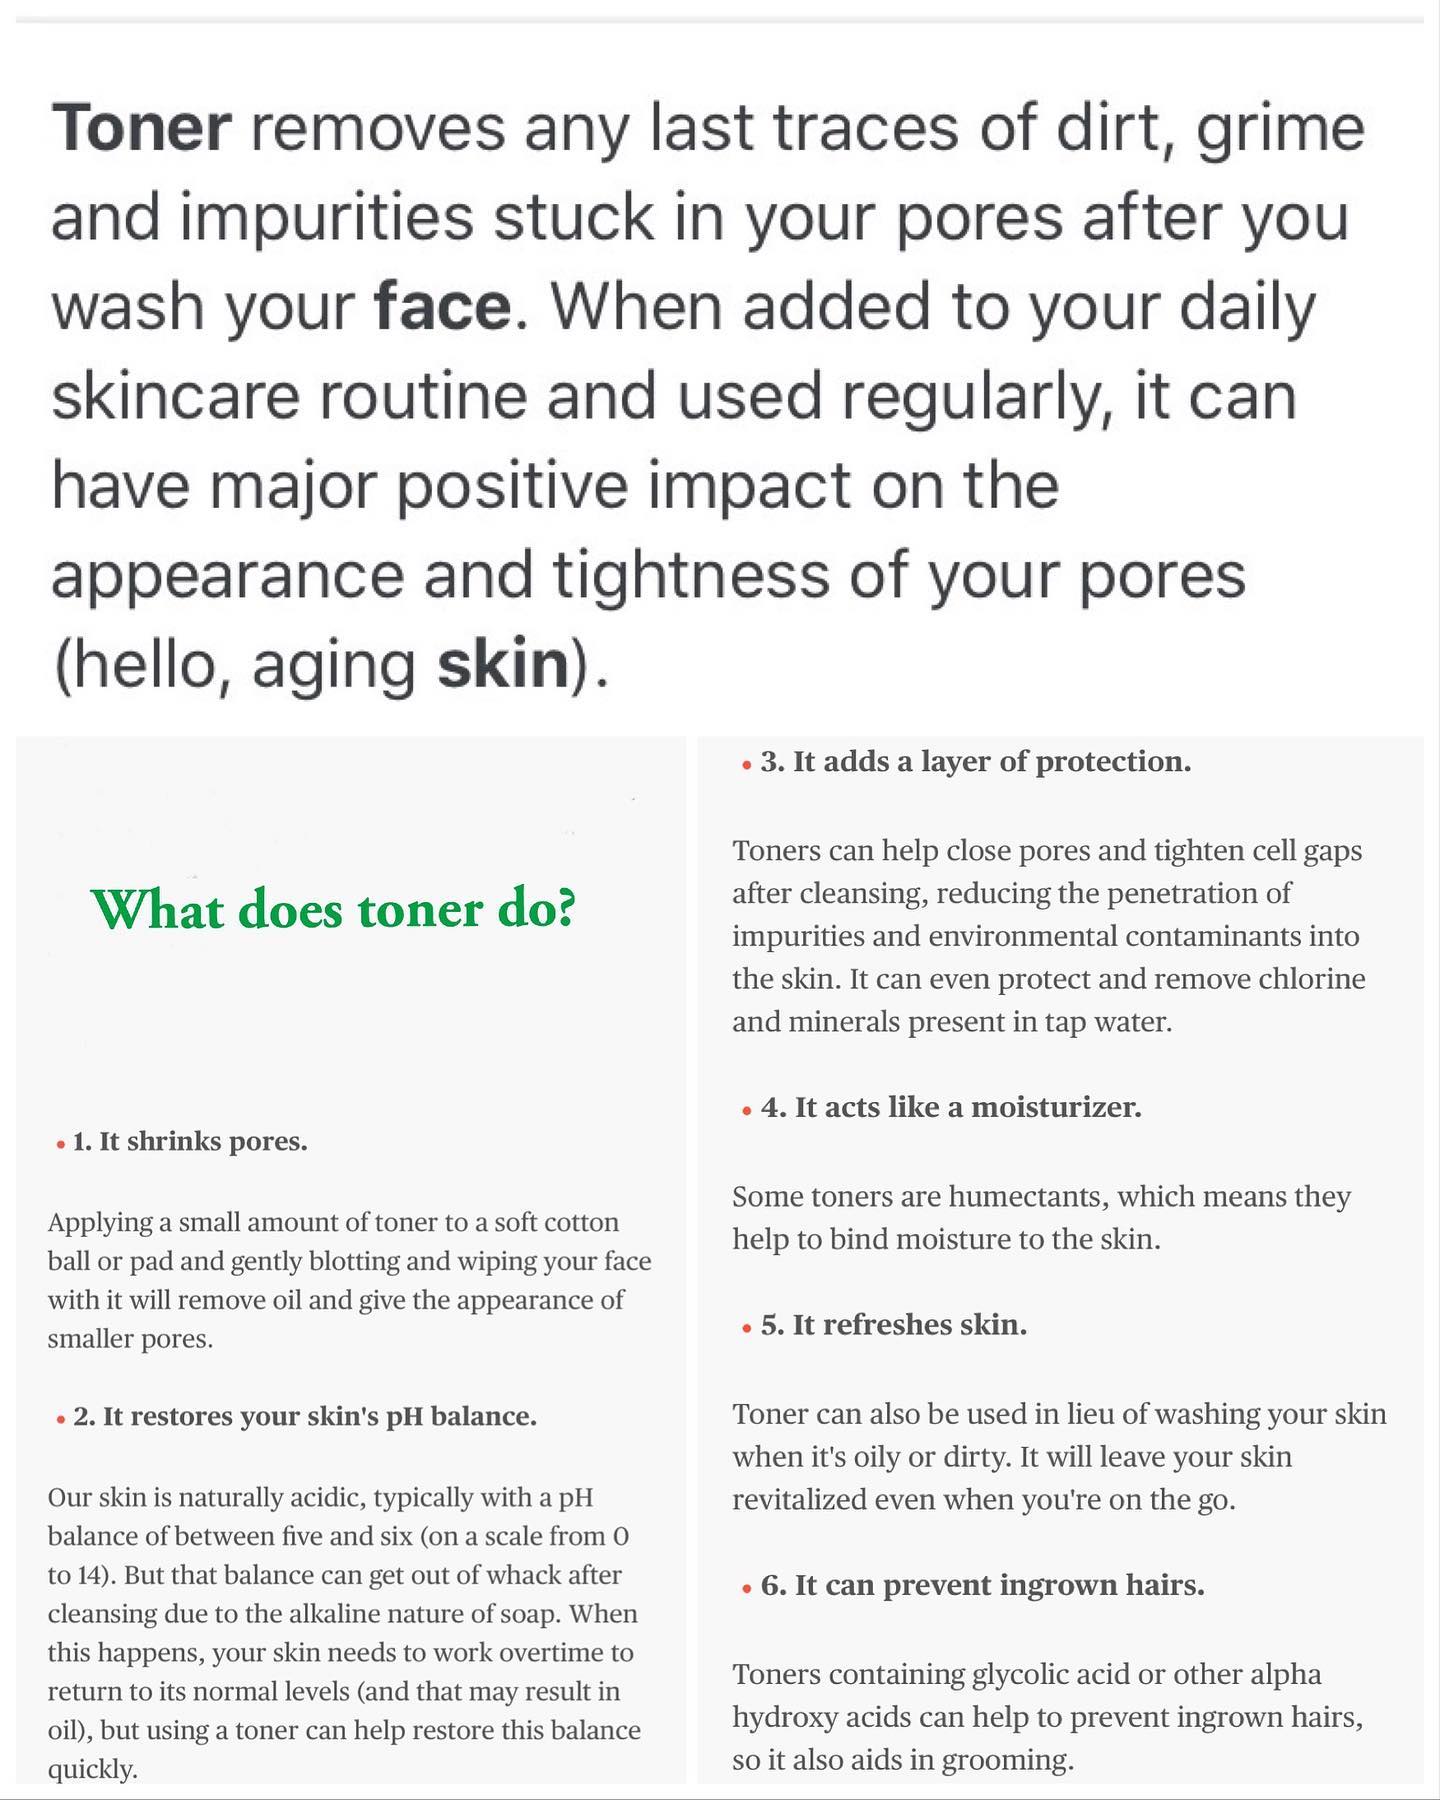 Toner removes any last traces of dirt, grime
and impurities stuck in your pores after you
wash your face. When added to your daily
skincare routine and used regularly, it can
have major positive impact on the
appearance and tightness of your pores
(hello, aging skin).
What does toner do?
• 1. It shrinks pores.
Applying a small amount of toner to a soft cotton
ball or pad and gently blotting and wiping your face
with it will remove oil and give the appearance of
smaller pores.
• 2. It restores your skin's pH balance.
Our skin is naturally acidic, typically with a pH
balance of between five and six (on a scale from 0
to 14). But that balance can get out of whack after
cleansing due to the alkaline nature of soap. When
this happens, your skin needs to work overtime to
return to its normal levels (and that may result in
oil), but using a toner can help restore this balance
quickly.
• 3. It adds a layer of protection.
Toners can help close pores and tighten cell gaps
after cleansing, reducing the penetration of
impurities and environmental contaminants into
the skin. It can even protect and remove chlorine
and minerals present in tap water.
• 4. It acts like a moisturizer.
Some toners are humectants, which means they
help to bind moisture to the skin.
• 5. It refreshes skin.
Toner can also be used in lieu of washing your skin
when it's oily or dirty. It will leave your skin
revitalized even when you're on the go.
• 6. It can prevent ingrown hairs.
Toners containing glycolic acid or other alpha
hydroxy acids can help to prevent ingrown hairs,
so it also aids in grooming.